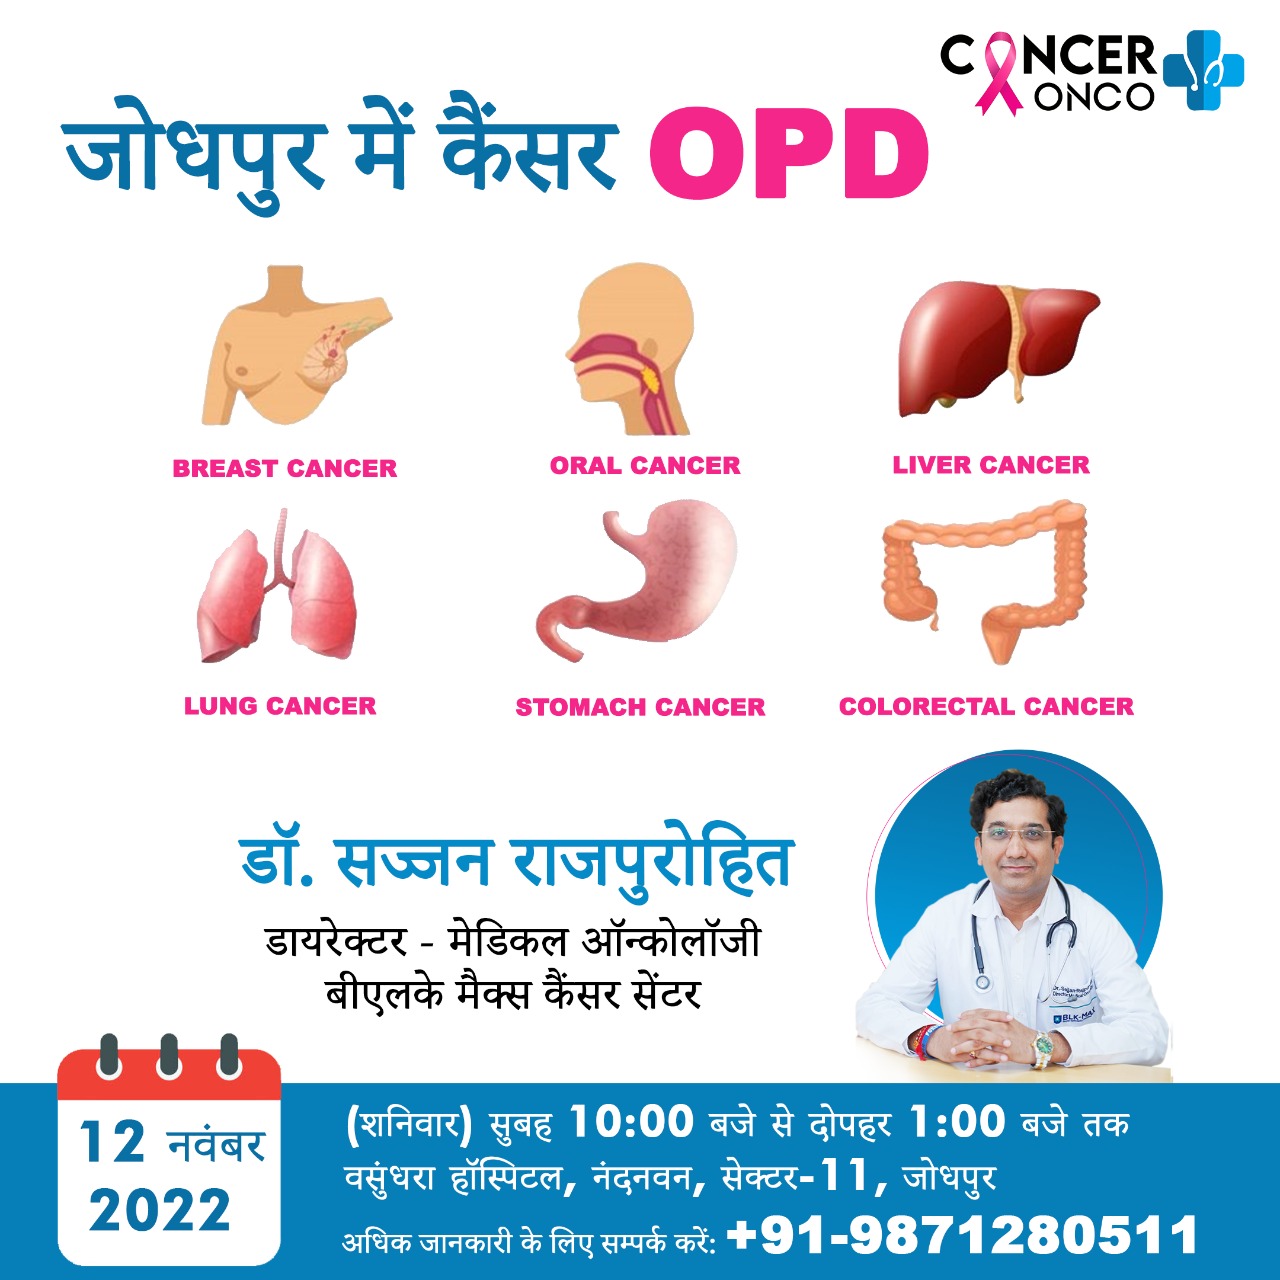 CANCER
ONCO
जोधपुर में कैंसर OPD
BREAST CANCER
ORAL CANCER
LIVER CANCER
LUNG CANCER
STOMACH CANCER
COLORECTAL CANCER
डॉ. सज्जन राजपुरोहित
डायरेक्टर - मेडिकल ऑन्कोलॉजी
बीएलके मैक्स कैंसर सेंटर
BLK-MAX
12 नवंबर
2022
(शनिवार) सुबह 10:00 बजे से दोपहर 1:00 बजे तक
वसुंधरा हॉस्पिटल, नंदनवन, सेक्टर-11, जोधपुर
अधिक जानकारी के लिए सम्पर्क करें: +91-9871280511